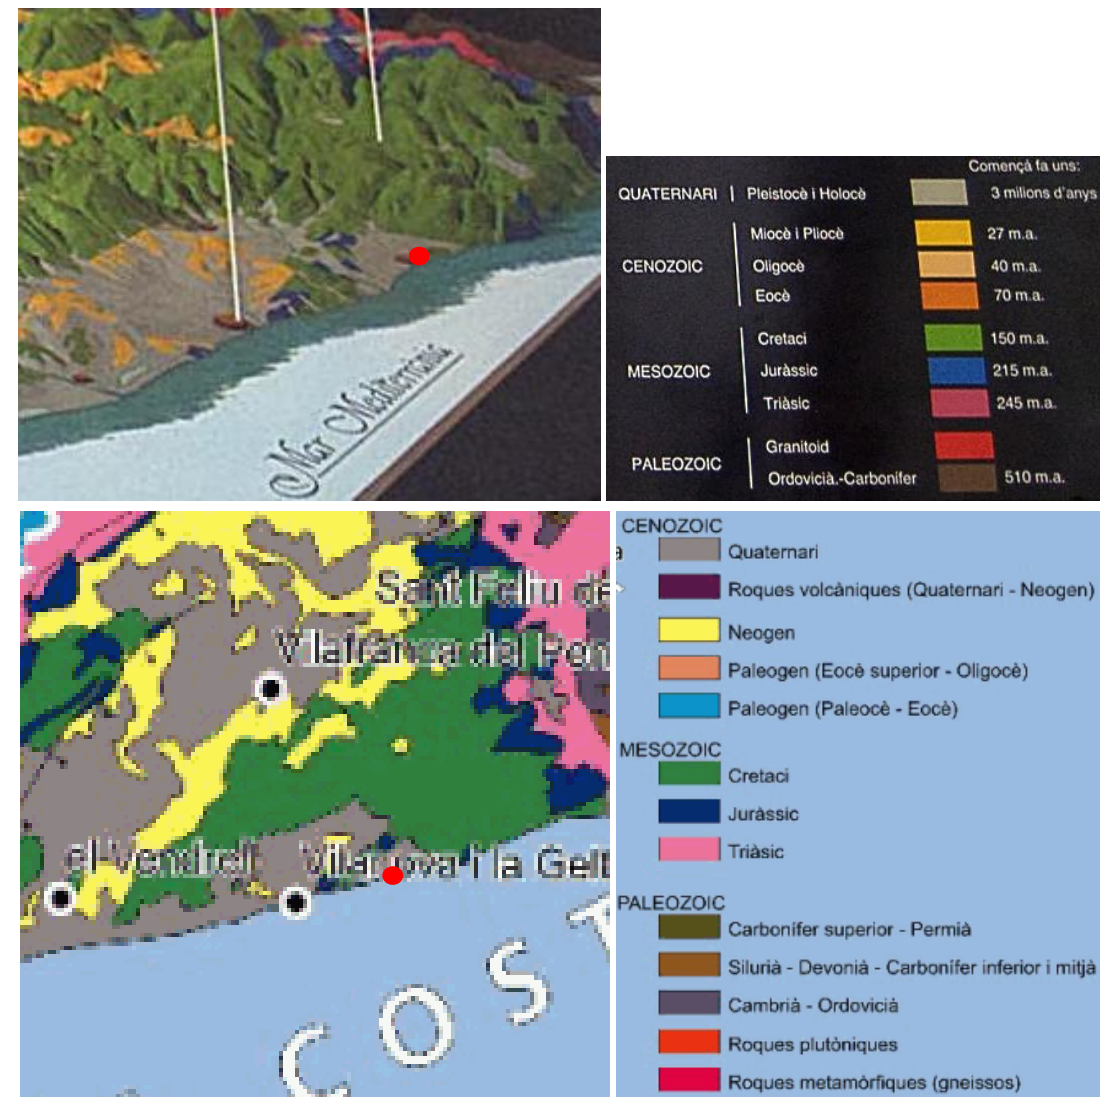 Mar Mediterrània
Començà fa uns:
QUATERNARI | Pleistocè i Holocè 3 milions d'anys
CENOZOIC
Miocè i Pliocè 27 m.a.
Oligocè 40 m.a.
Eocè 70 m.a.
MESOZOIC
Cretaci 150 m.a.
Juràssic 215 m.a.
Triàsic 245 m.a.
PALEOZOIC
Granitoid
Ordovicià.-Carbonífer 510 m.a.
Sant Feliu de
Vilafranca del Pen
el Vendrell
Vilanova i la Gelt
COST
CENOZOIC
a
Quaternari
Roques volcàniques (Quaternari - Neogen)
Neogen
Paleogen (Eocè superior - Oligocè)
Paleogen (Paleocè - Eocè)
MESOZOIC
Cretaci
Juràssic
Triàsic
PALEOZOIC
Carbonífer superior - Permià
Silurià - Devonià - Carbonífer inferior i mitjà
Cambrià - Ordovicià
Roques plutòniques
Roques metamòrfiques (gneissos)